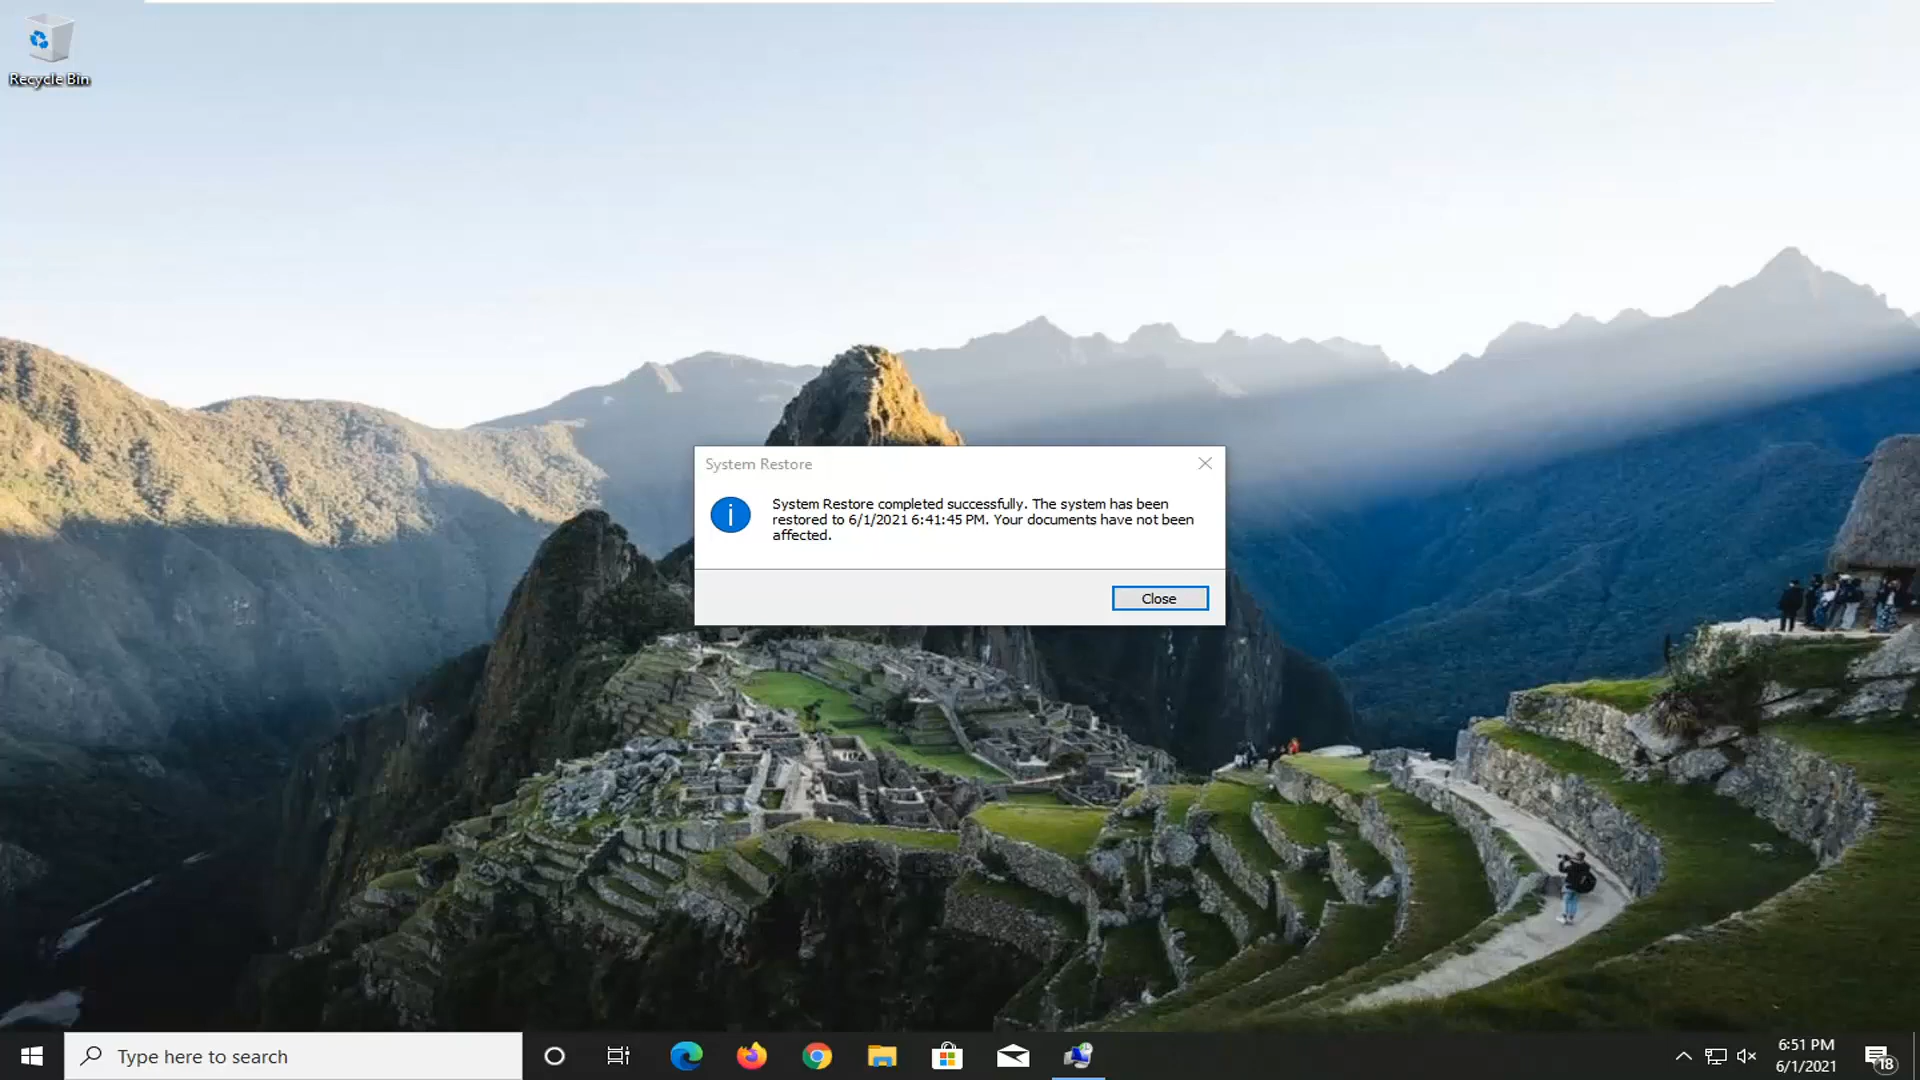 Recycle Bin
System Restore
System Restore completed successfully. The system has been
restored to 6/1/2021 6:41:45 PM. Your documents have not been
affected.
Close
Type here to search
6:51 PM
6/1/2021
18